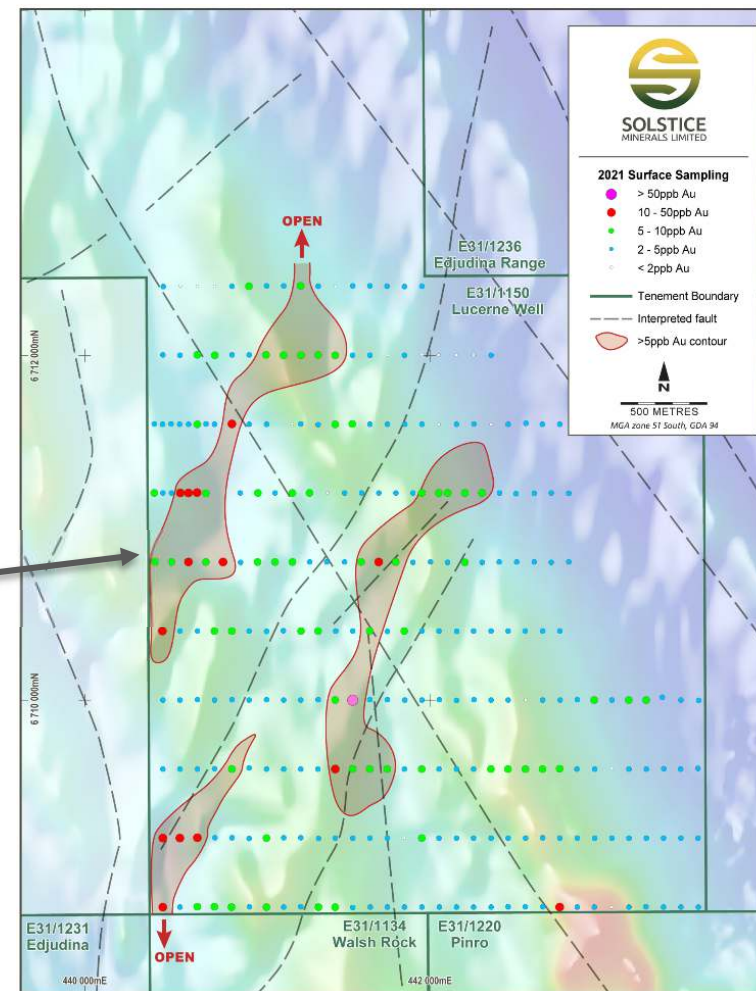 SOLSTICE
MINERALS LIMITED
2021 Surface Sampling
> 50ppb Au
10 - 50ppb Au
5 - 10ppb Au
2 - 5ppb Au
< 2ppb Au
Tenement Boundary
Interpreted fault
>5ppb Au contour
N
500 METRES
MGA zone 51 South, GDA 94
OPEN
E31/1236
Edjudina Range
E31/1150
Lucerne Well
6 712 000mN
6 710 000mN
E31/1231
Edjudina
E31/1134
Walsh Rock
E31/1220
Pinro
OPEN
440 000mE
442 000mE